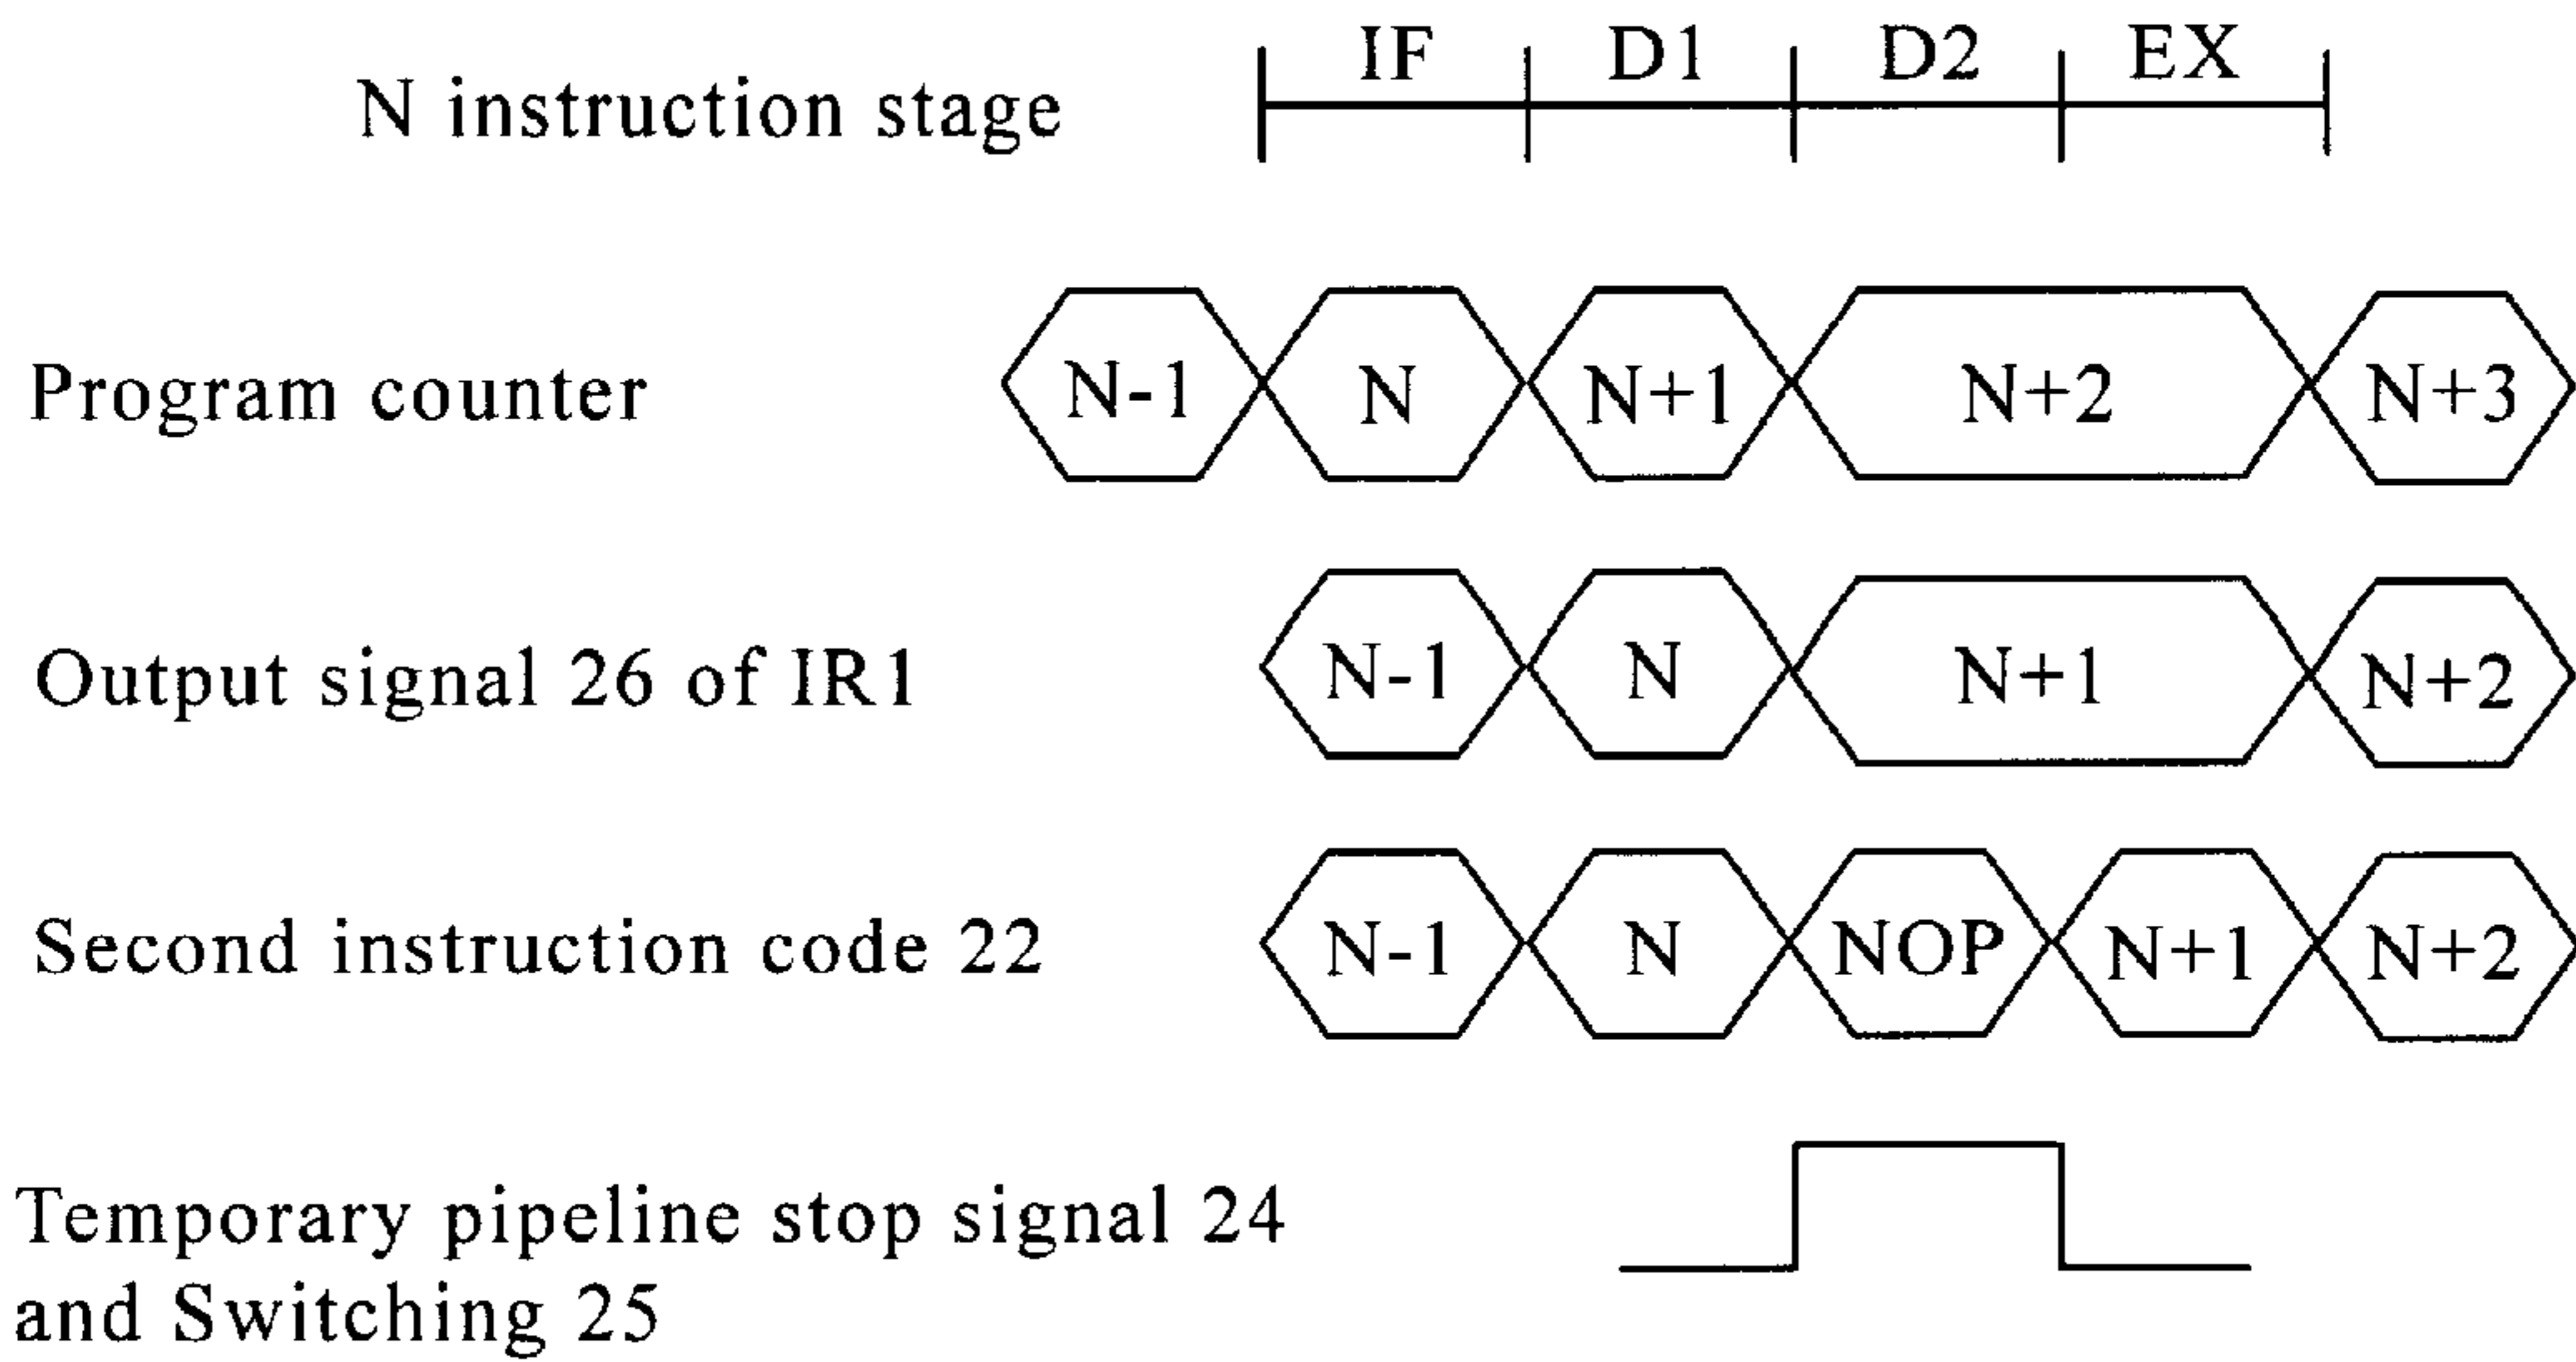 IF D1 D2 EX
N instruction stage
Program counter N-1 N N+1 N+2 N+3
Output signal 26 of IR1 N-1 N N+1 N+2
Second instruction code 22 N-1 N NOP N+1 N+2
Temporary pipeline stop signal 24
and Switching 25